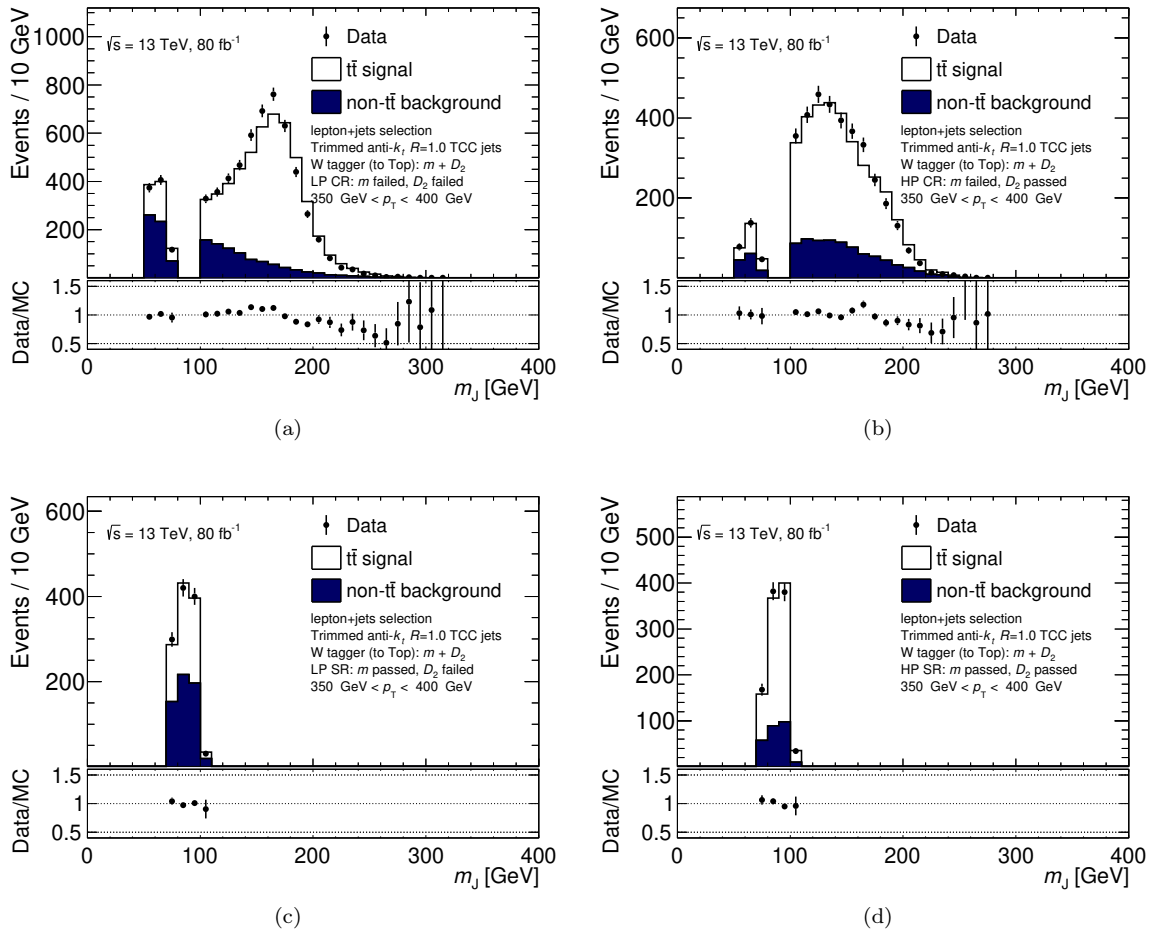 Events / 10 GeV
1000
800
600
400
200
√s = 13 TeV, 80 fb⁻¹
Data
tt̄ signal
non-tt̄ background
lepton+jets selection
Trimmed anti-kₜ R=1.0 TCC jets
W tagger (to Top): m + D₂
LP CR: m failed, D₂ failed
350 GeV < p_T < 400 GeV
Data/MC
1.5
1
0.5
0 100 200 300 400
m_J [GeV]
(a)
Events / 10 GeV
600
500
400
300
200
100
√s = 13 TeV, 80 fb⁻¹
Data
tt̄ signal
non-tt̄ background
lepton+jets selection
Trimmed anti-kₜ R=1.0 TCC jets
W tagger (to Top): m + D₂
HP CR: m failed, D₂ passed
350 GeV < p_T < 400 GeV
Data/MC
1.5
1
0.5
0 100 200 300 400
m_J [GeV]
(b)
Events / 10 GeV
600
400
200
√s = 13 TeV, 80 fb⁻¹
Data
tt̄ signal
non-tt̄ background
lepton+jets selection
Trimmed anti-kₜ R=1.0 TCC jets
W tagger (to Top): m + D₂
LP SR: m passed, D₂ failed
350 GeV < p_T < 400 GeV
Data/MC
1.5
1
0.5
0 100 200 300 400
m_J [GeV]
(c)
Events / 10 GeV
500
400
300
200
100
√s = 13 TeV, 80 fb⁻¹
Data
tt̄ signal
non-tt̄ background
lepton+jets selection
Trimmed anti-kₜ R=1.0 TCC jets
W tagger (to Top): m + D₂
HP SR: m passed, D₂ passed
350 GeV < p_T < 400 GeV
Data/MC
1.5
1
0.5
0 100 200 300 400
m_J [GeV]
(d)